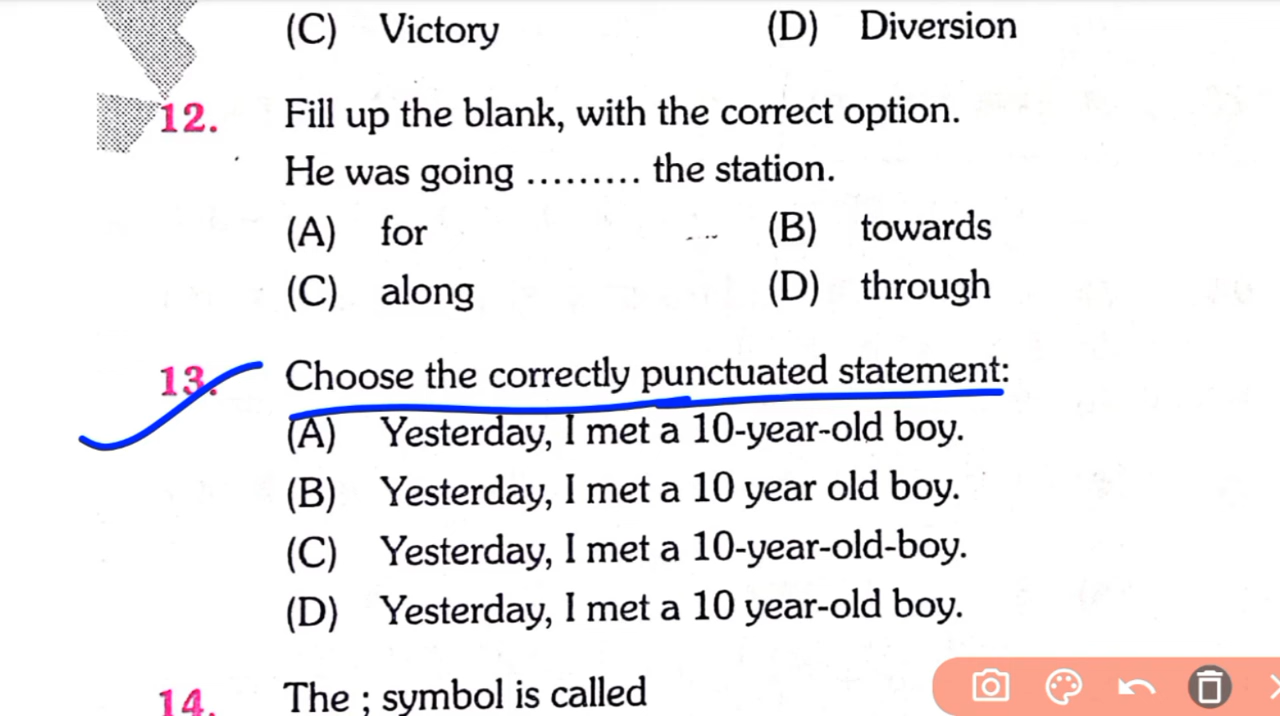 (C) Victory (D) Diversion
12. Fill up the blank, with the correct option.
He was going ......... the station.
(A) for (B) towards
(C) along (D) through
13. Choose the correctly punctuated statement:
(A) Yesterday, I met a 10-year-old boy.
(B) Yesterday, I met a 10 year old boy.
(C) Yesterday, I met a 10-year-old-boy.
(D) Yesterday, I met a 10 year-old boy.
14. The ; symbol is called